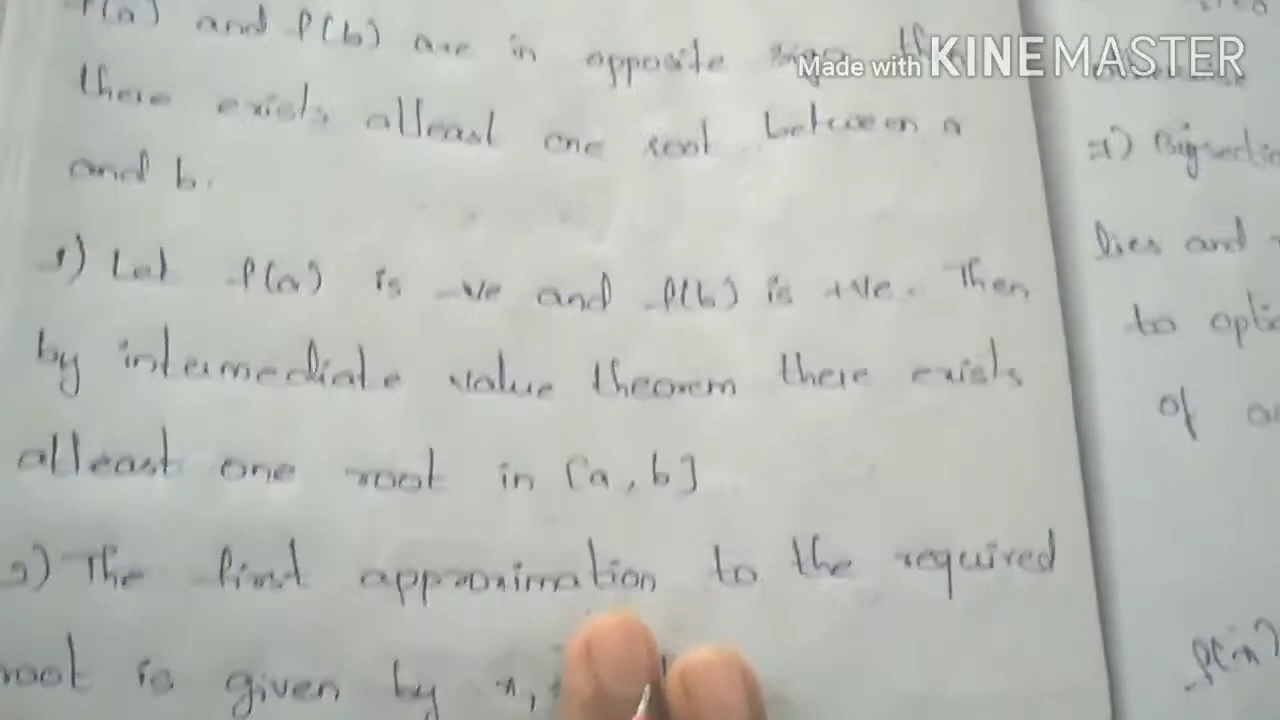 f(a) and f(b) are in opposite sign
there exists atleast one root between a
and b.
1) Let f(a) is -ve and f(b) is +ve. Then
by intermediate value theorem there exists
atleast one root in [a, b]
2) The first approximation to the required
root is given by x,
Made with KINEMASTER
=>
lies and
to
of
f(x)